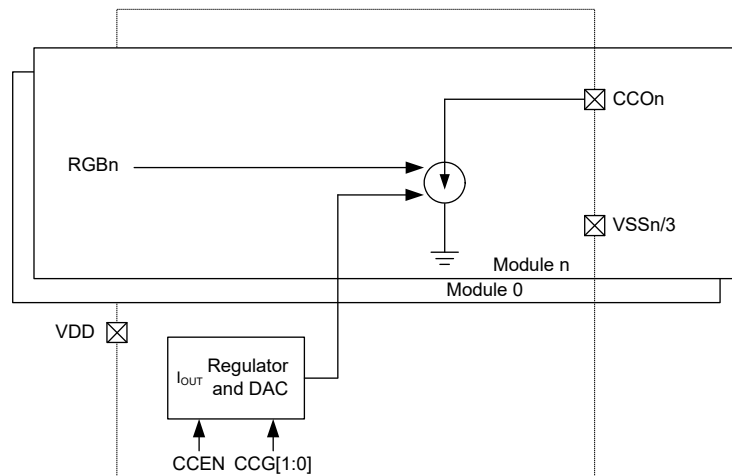 CCOn
RGBn
VSSn/3
Module n
Module 0
VDD
IOUT Regulator
and DAC
CCEN CCG[1:0]